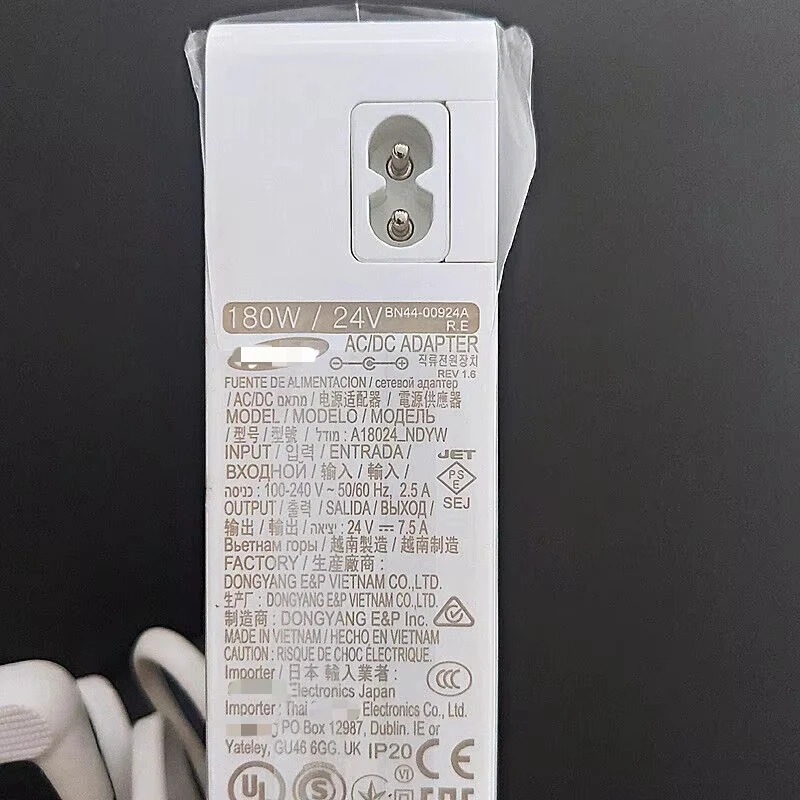 180W / 24V BN44-00924A
R.E
AC/DC ADAPTER
직류전원장치
REV 1.6
FUENTE DE ALIMENTACION / сетевой адаптер
/ AC/DC מתאם / 电源适配器 / 電源供應器
MODEL / MODELO / МОДЕЛЬ
/ 型号 / 型號 / מודל : A18024_NDYW
INPUT / 입력 / ENTRADA /
ВХОДНОЙ / 输入 / 輸入 /
כניסה : 100-240 V ~ 50/60 Hz, 2.5 A
JET
PS
E
SEJ
OUTPUT / 출력 / SALIDA / ВЫХОД /
输出 / 輸出 / יציאה : 24 V ⎓ 7.5 A
Вьетнам горы / 越南製造 / 越南制造
FACTORY / 生産廠商 :
DONGYANG E&P VIETNAM CO.,LTD.
生产厂 : DONGYANG E&P VIETNAM CO.,LTD.
制造商 : DONGYANG E&P Inc.
MADE IN VIETNAM / HECHO EN VIETNAM
CAUTION : RISQUE DE CHOC ÉLECTRIQUE.
Importer / 日本 輸入業者 :
Electronics Japan
Importer : Thai Electronics Co., Ltd.
PO Box 12987, Dublin. IE or
Yateley, GU46 6GG. UK IP20 CE
VI
UL
S